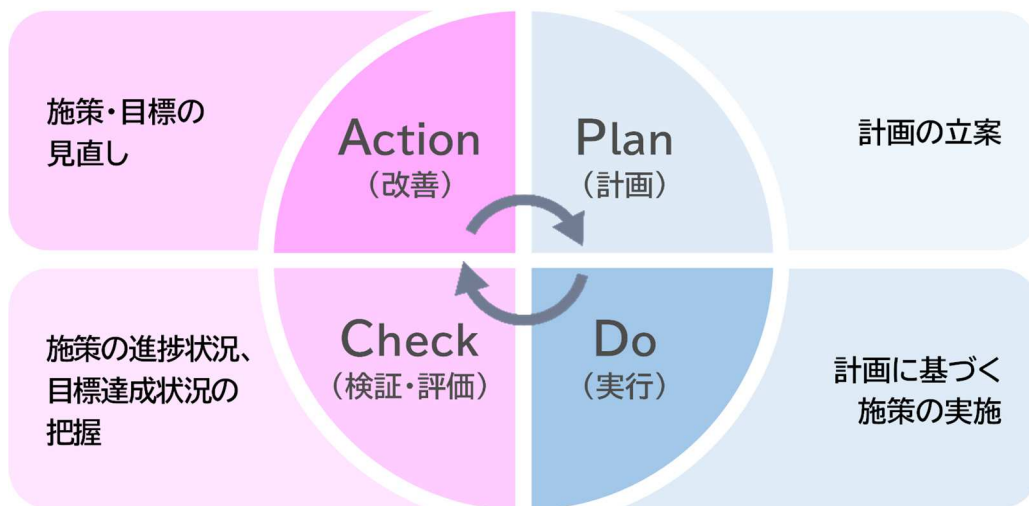 施策・目標の
見直し
Action
（改善）
Plan
（計画）
計画の立案
施策の進捗状況、
目標達成状況の
把握
Check
（検証・評価）
Do
（実行）
計画に基づく
施策の実施